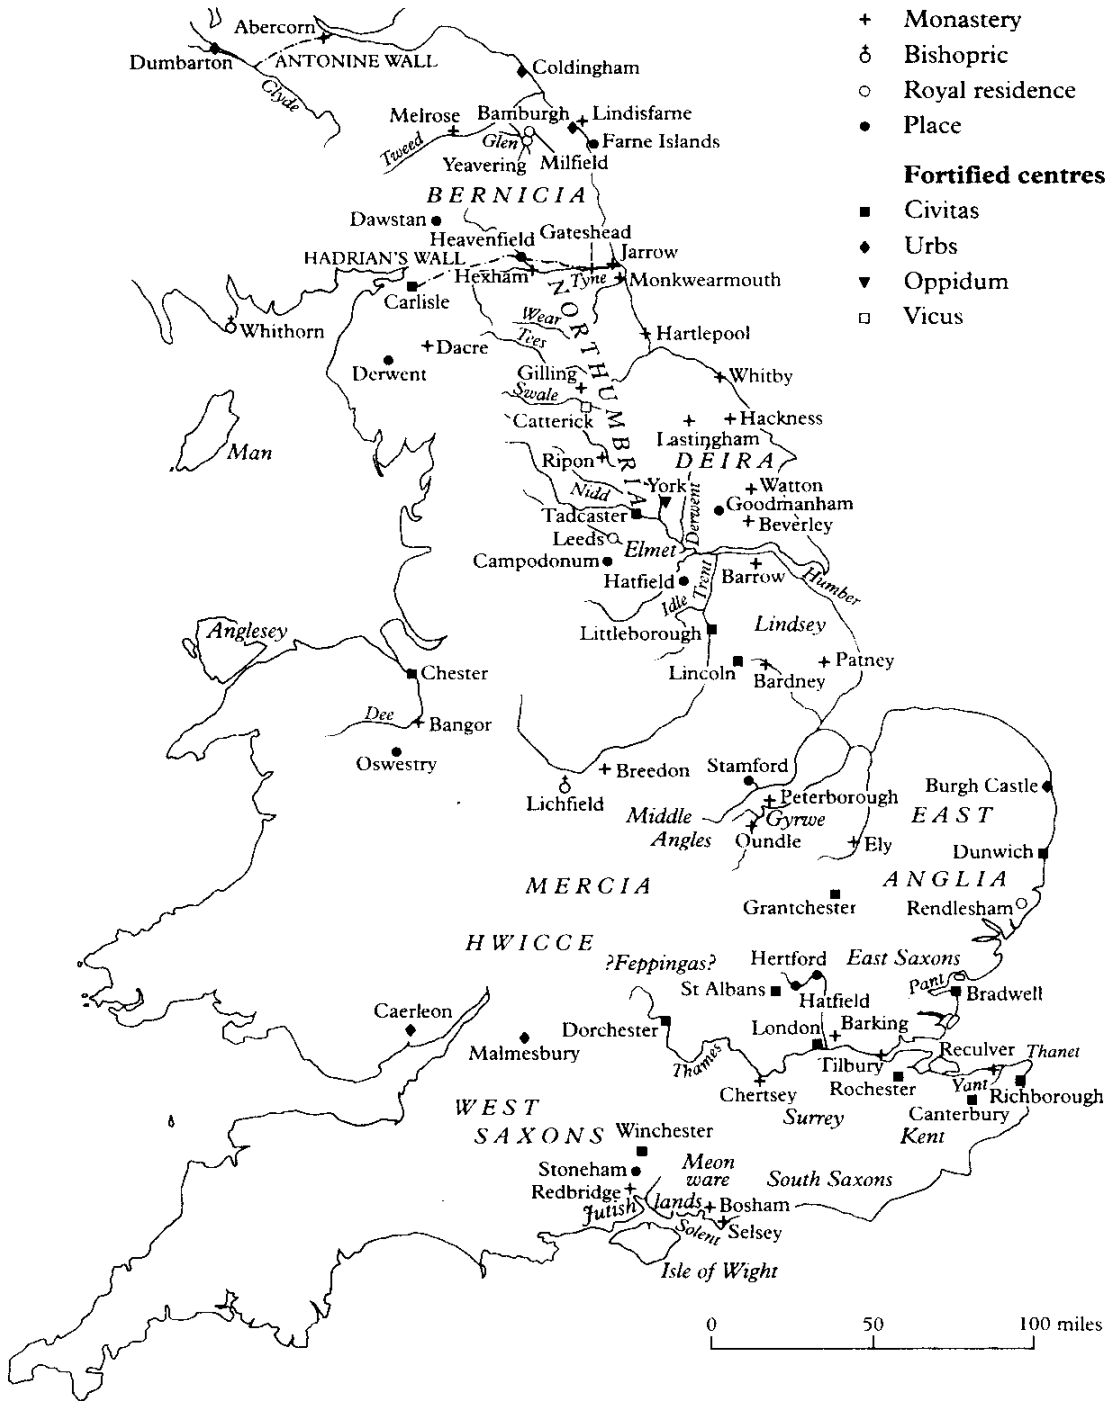 Monastery
Bishopric
Royal residence
Place
Fortified centres
Civitas
Urbs
Oppidum
Vicus
Abercorn
Dumbarton
ANTONINE WALL
Clyde
Coldingham
Melrose
Bamburgh
Lindisfarne
Tweed
Glen
Farne Islands
Yeavering
Milfield
BERNICIA
Dawstan
Gateshead
Heavenfield
Jarrow
HADRIAN'S WALL
Hexham
Tyne
Monkwearmouth
Carlisle
NORTHUMBRIA
Whithorn
Wear
Tees
Hartlepool
Dacre
Derwent
Gilling
Whitby
Swale
Catterick
Hackness
Lastingham
Man
Ripon
DEIRA
Nidd
York
Watton
Derwent
Goodmanham
Tadcaster
Beverley
Leeds
Elmet
Campodonum
Hatfield
Trent
Barrow
Humber
Idle
Anglesey
Littleborough
Lindsey
Chester
Lincoln
Bardney
Patney
Dee
Bangor
Oswestry
Breedon
Stamford
Lichfield
Burgh Castle
Peterborough
Middle
Angles
Gyrwe
EAST
Oundle
Ely
Dunwich
MERCIA
ANGLIA
Grantchester
Rendlesham
HWICCE
?Feppingas?
Hertford
East Saxons
St Albans
Hatfield
Pant
Bradwell
Caerleon
Dorchester
London
Barking
Malmesbury
Thames
Tilbury
Reculver
Thanet
Chertsey
Rochester
Yant
Richborough
WEST
SAXONS
Surrey
Canterbury
Kent
Winchester
Stoneham
Meon
ware
South Saxons
Redbridge
Jutish
lands
Bosham
Solent
Selsey
Isle of Wight
0 50 100 miles